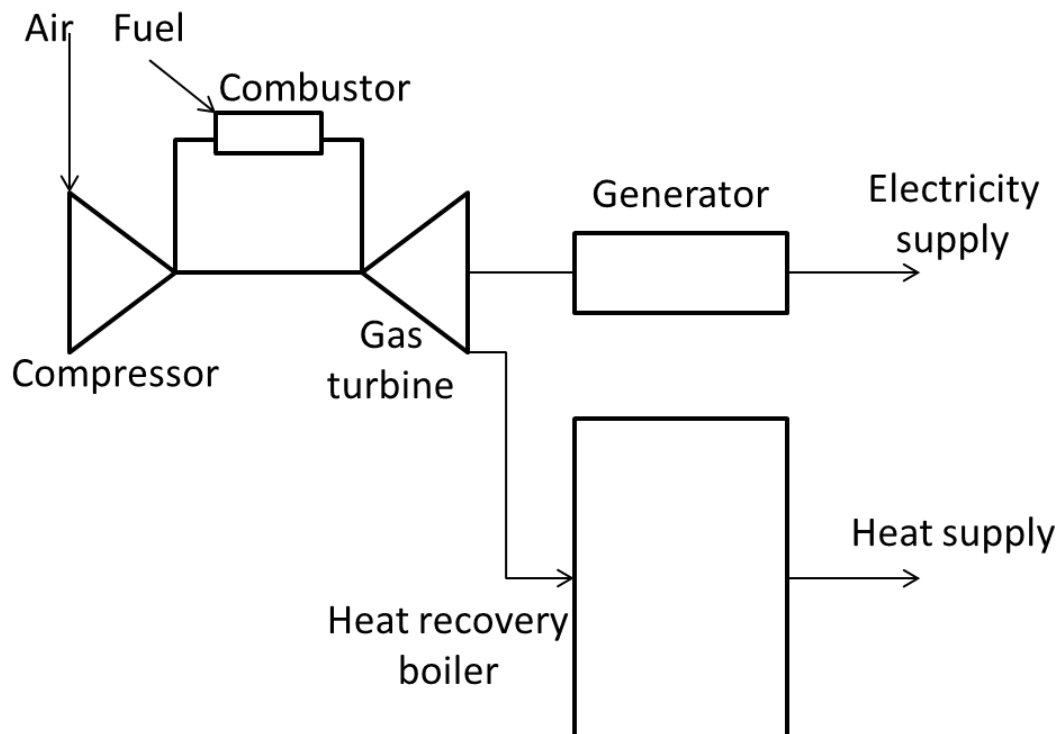 Air
Fuel
Combustor
Generator
Electricity
supply
Gas
turbine
Compressor
Heat supply
Heat recovery
boiler